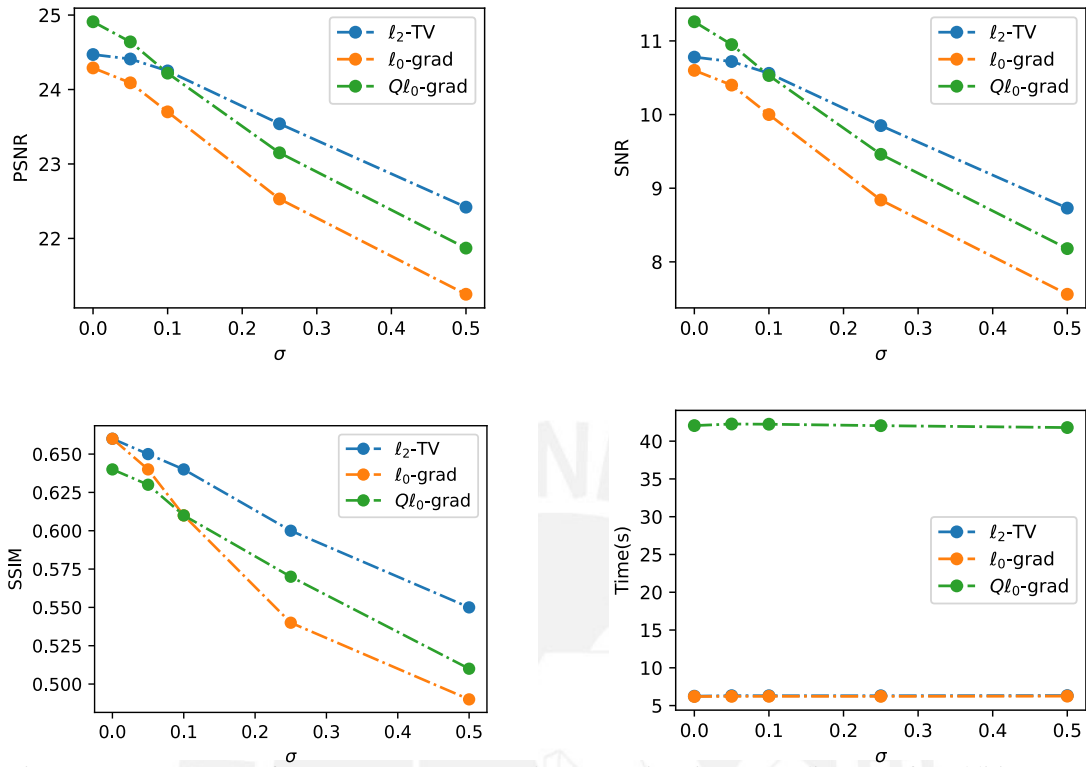 25
24
23
22
PSNR
ℓ₂-TV
ℓ₀-grad
Qℓ₀-grad
0.0 0.1 0.2 0.3 0.4 0.5
σ
11
10
9
8
SNR
ℓ₂-TV
ℓ₀-grad
Qℓ₀-grad
0.0 0.1 0.2 0.3 0.4 0.5
σ
0.650
0.625
0.600
0.575
0.550
0.525
0.500
SSIM
ℓ₂-TV
ℓ₀-grad
Qℓ₀-grad
0.0 0.1 0.2 0.3 0.4 0.5
σ
40
35
30
25
20
15
10
5
Time(s)
ℓ₂-TV
ℓ₀-grad
Qℓ₀-grad
0.0 0.1 0.2 0.3 0.4 0.5
σ